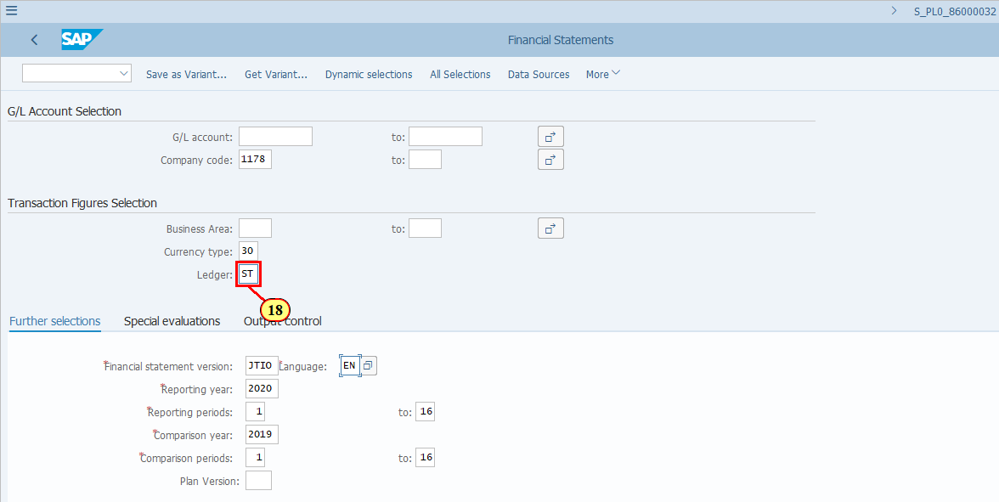 S_PL0_86000032
SAP
Financial Statements
Save as Variant... Get Variant... Dynamic selections All Selections Data Sources More
G/L Account Selection
G/L account: to:
Company code: 1178 to:
Transaction Figures Selection
Business Area: to:
Currency type: 30
Ledger: ST
18
Further selections Special evaluations Output control
*Financial statement version: JTIO *Language: EN
*Reporting year: 2020
*Reporting periods: 1 to: 16
*Comparison year: 2019
*Comparison periods: 1 to: 16
Plan Version: